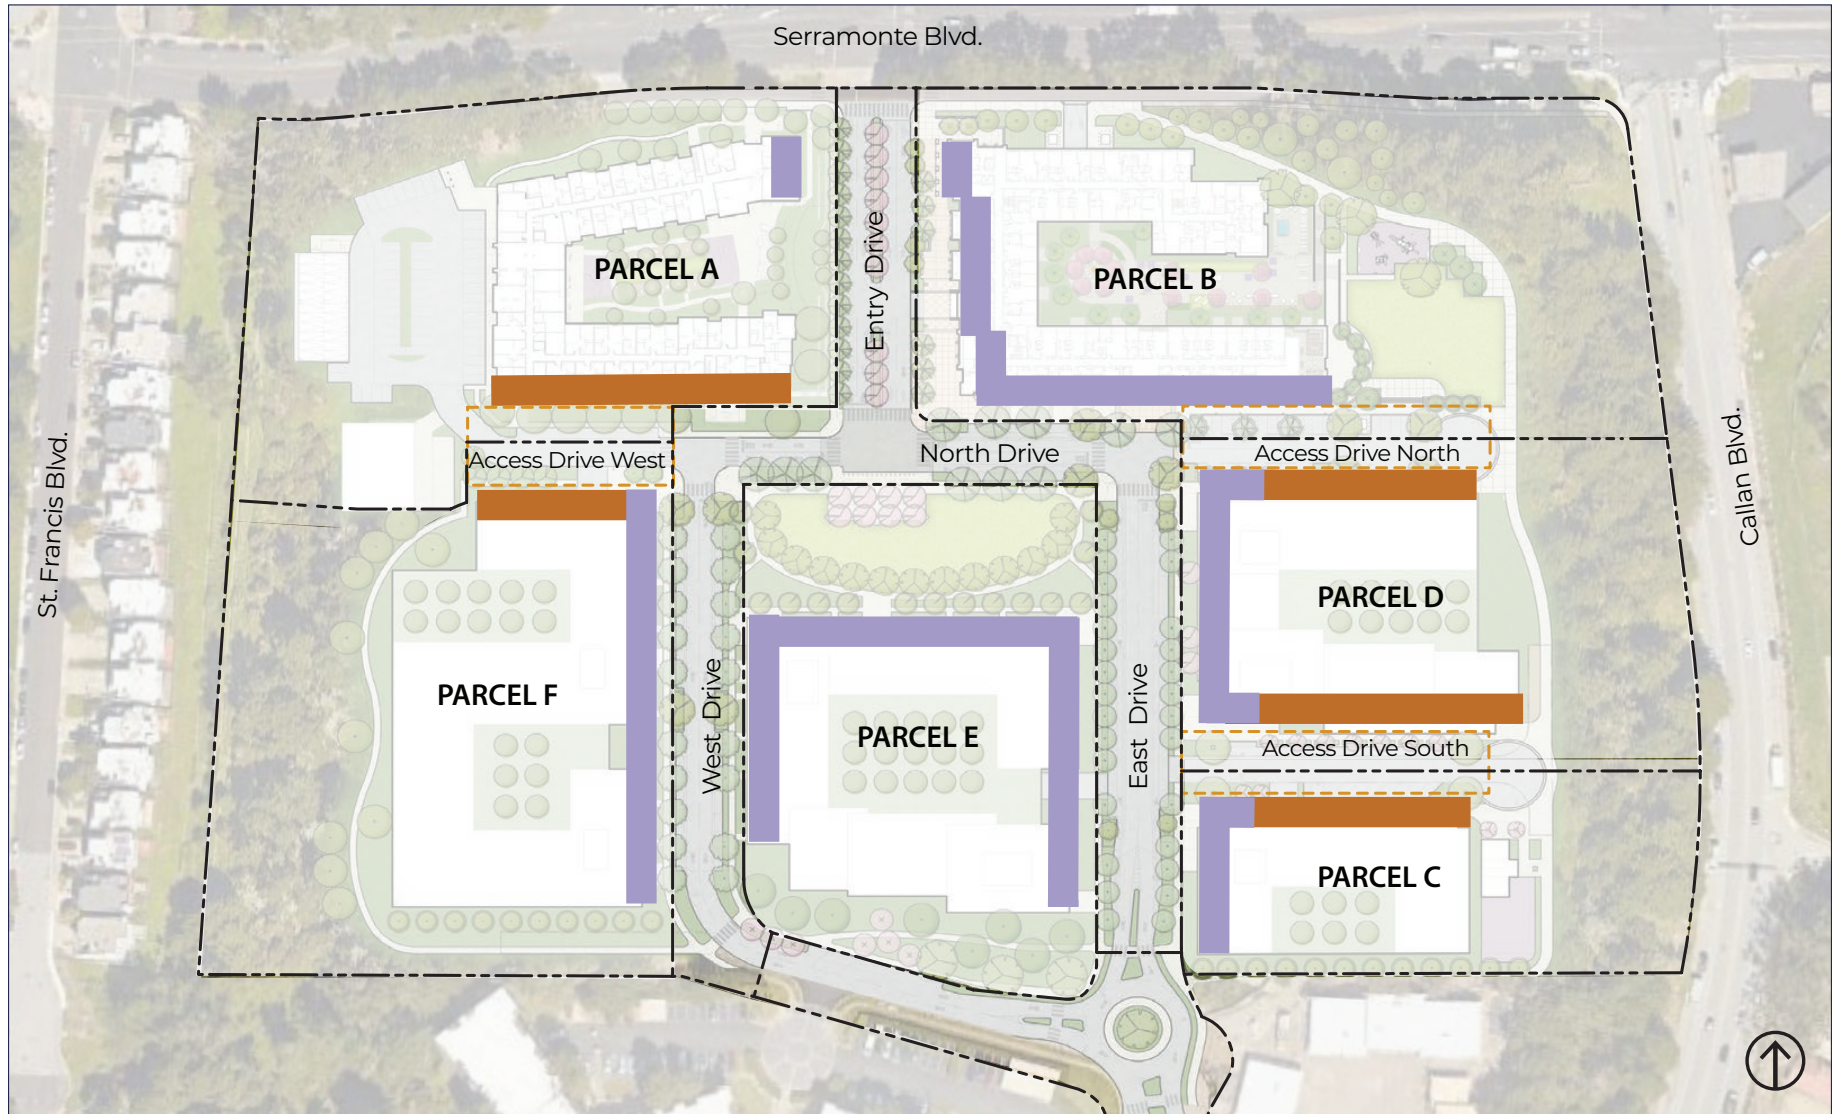 Serramonte Blvd.
PARCEL A
Entry Drive
PARCEL B
St. Francis Blvd.
Access Drive West
North Drive
Access Drive North
Callan Blvd.
PARCEL F
West Drive
PARCEL E
East Drive
PARCEL D
Access Drive South
PARCEL C